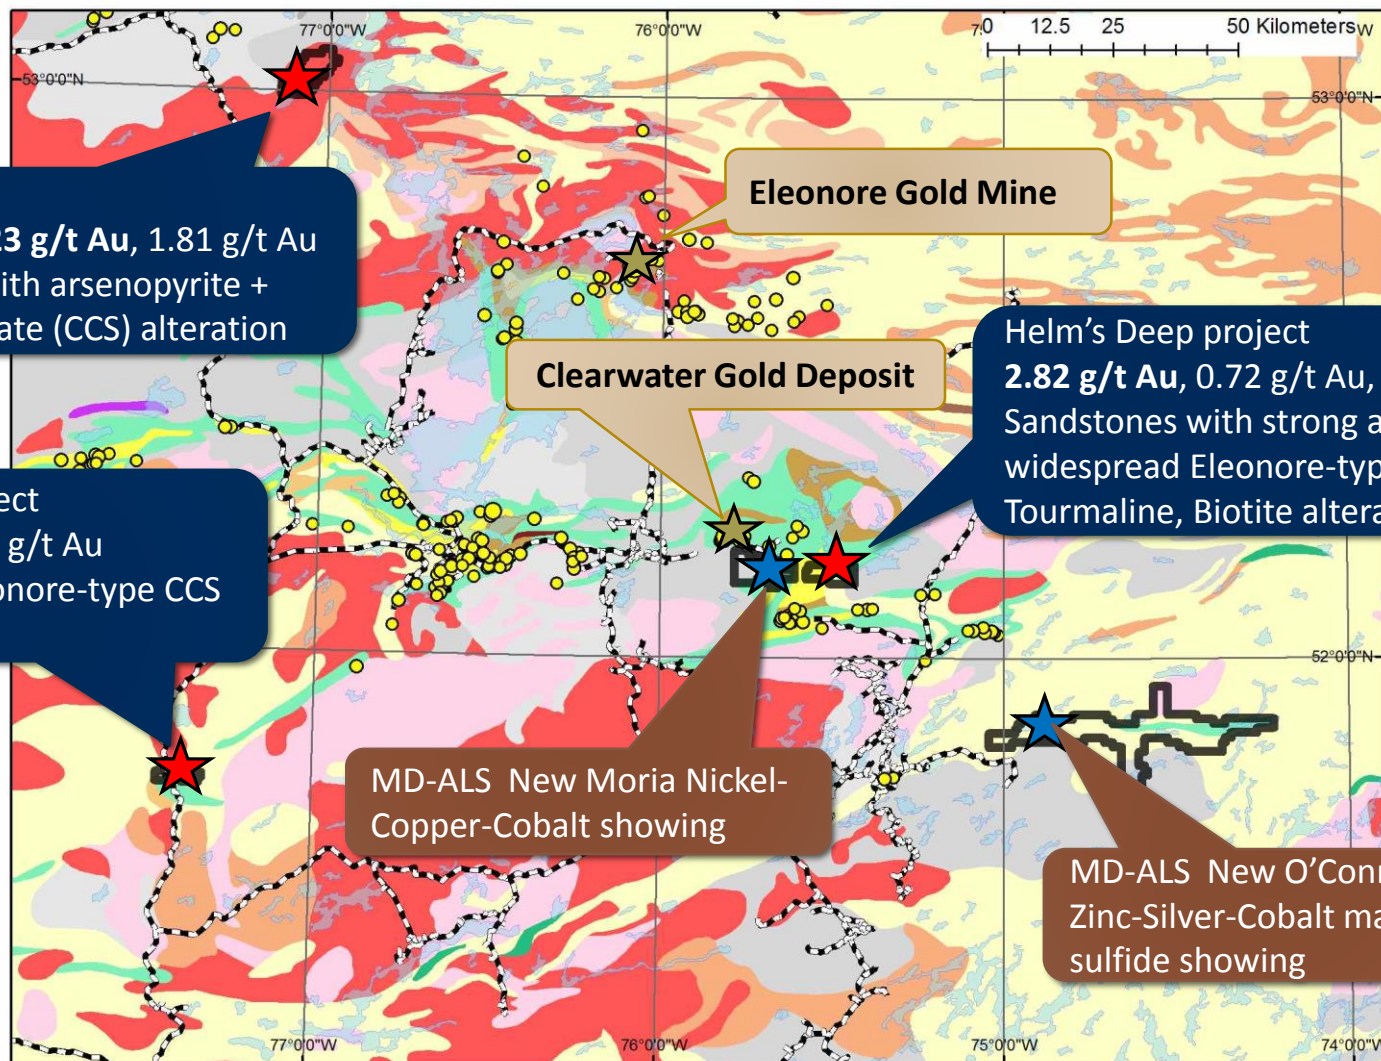 77°0'0"W
76°0'0"W
0 12.5 25 50 Kilometers
W
53°0'0"N
53°0'0"N
Eleonore Gold Mine
23 g/t Au, 1.81 g/t Au
ith arsenopyrite +
ate (CCS) alteration
Clearwater Gold Deposit
Helm's Deep project
2.82 g/t Au, 0.72 g/t Au,
Sandstones with strong a
widespread Eleonore-typ
Tourmaline, Biotite altera
ect
g/t Au
onore-type CCS
52°0'0"N
MD-ALS New Moria Nickel-
Copper-Cobalt showing
MD-ALS New O'Conn
Zinc-Silver-Cobalt ma
sulfide showing
77°0'0"W
76°0'0"W
75°0'0"W
74°0'0"W